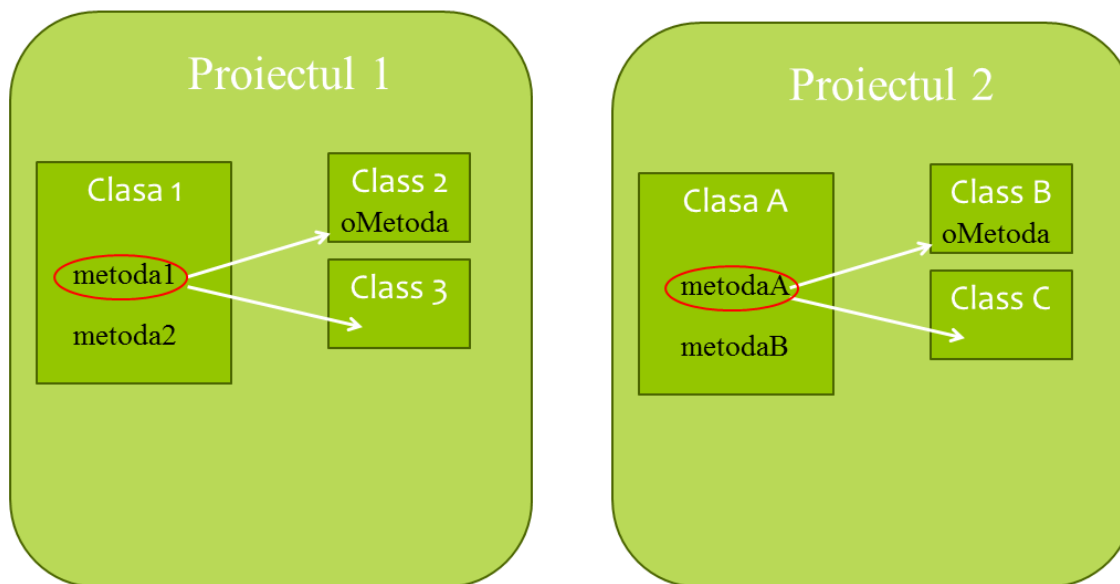 Proiectul 1
Clasa 1
metoda1
metoda2
Class 2
oMetoda
Class 3
Proiectul 2
Clasa A
metodaA
metodaB
Class B
oMetoda
Class C